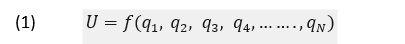 (1) U = f(q₁, q₂, q₃, q₄, … … . , q_N)